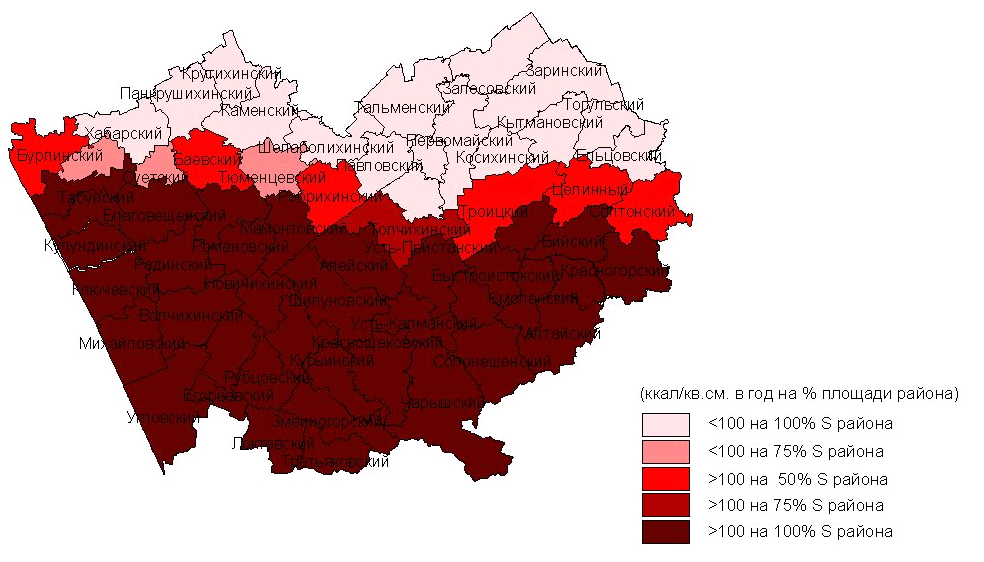 Крутихинский
Заринский
Панкрушихинский
Залесовский
Каменский
Тальменский
Тогульский
Кытмановский
Хабарский
Первомайский
Шелаболихинский
Косихинский
Ельцовский
Бурлинский
Баевский
Павловский
Суетский
Тюменцевский
Целинный
Табунский
Ребрихинский
Благовещенский
Троицкий
Солтонский
Мамонтовский
Топчихинский
Кулундинский
Романовский
Усть-Пристанский
Бийский
Родинский
Алейский
Быстроистокский
Красногорский
Ключевский
Новичихинский
Шипуновский
Смоленский
Волчихинский
Усть-Калманский
Михайловский
Краснощековский
Алтайский
Курьинский
Солонешенский
Рубцовский
Егорьевский
Чарышский
Угловский
Змеиногорский
Локтевский
Третьяковский
(ккал/кв.см. в год на % площади района)
<100 на 100% S района
<100 на 75% S района
>100 на 50% S района
>100 на 75% S района
>100 на 100% S района